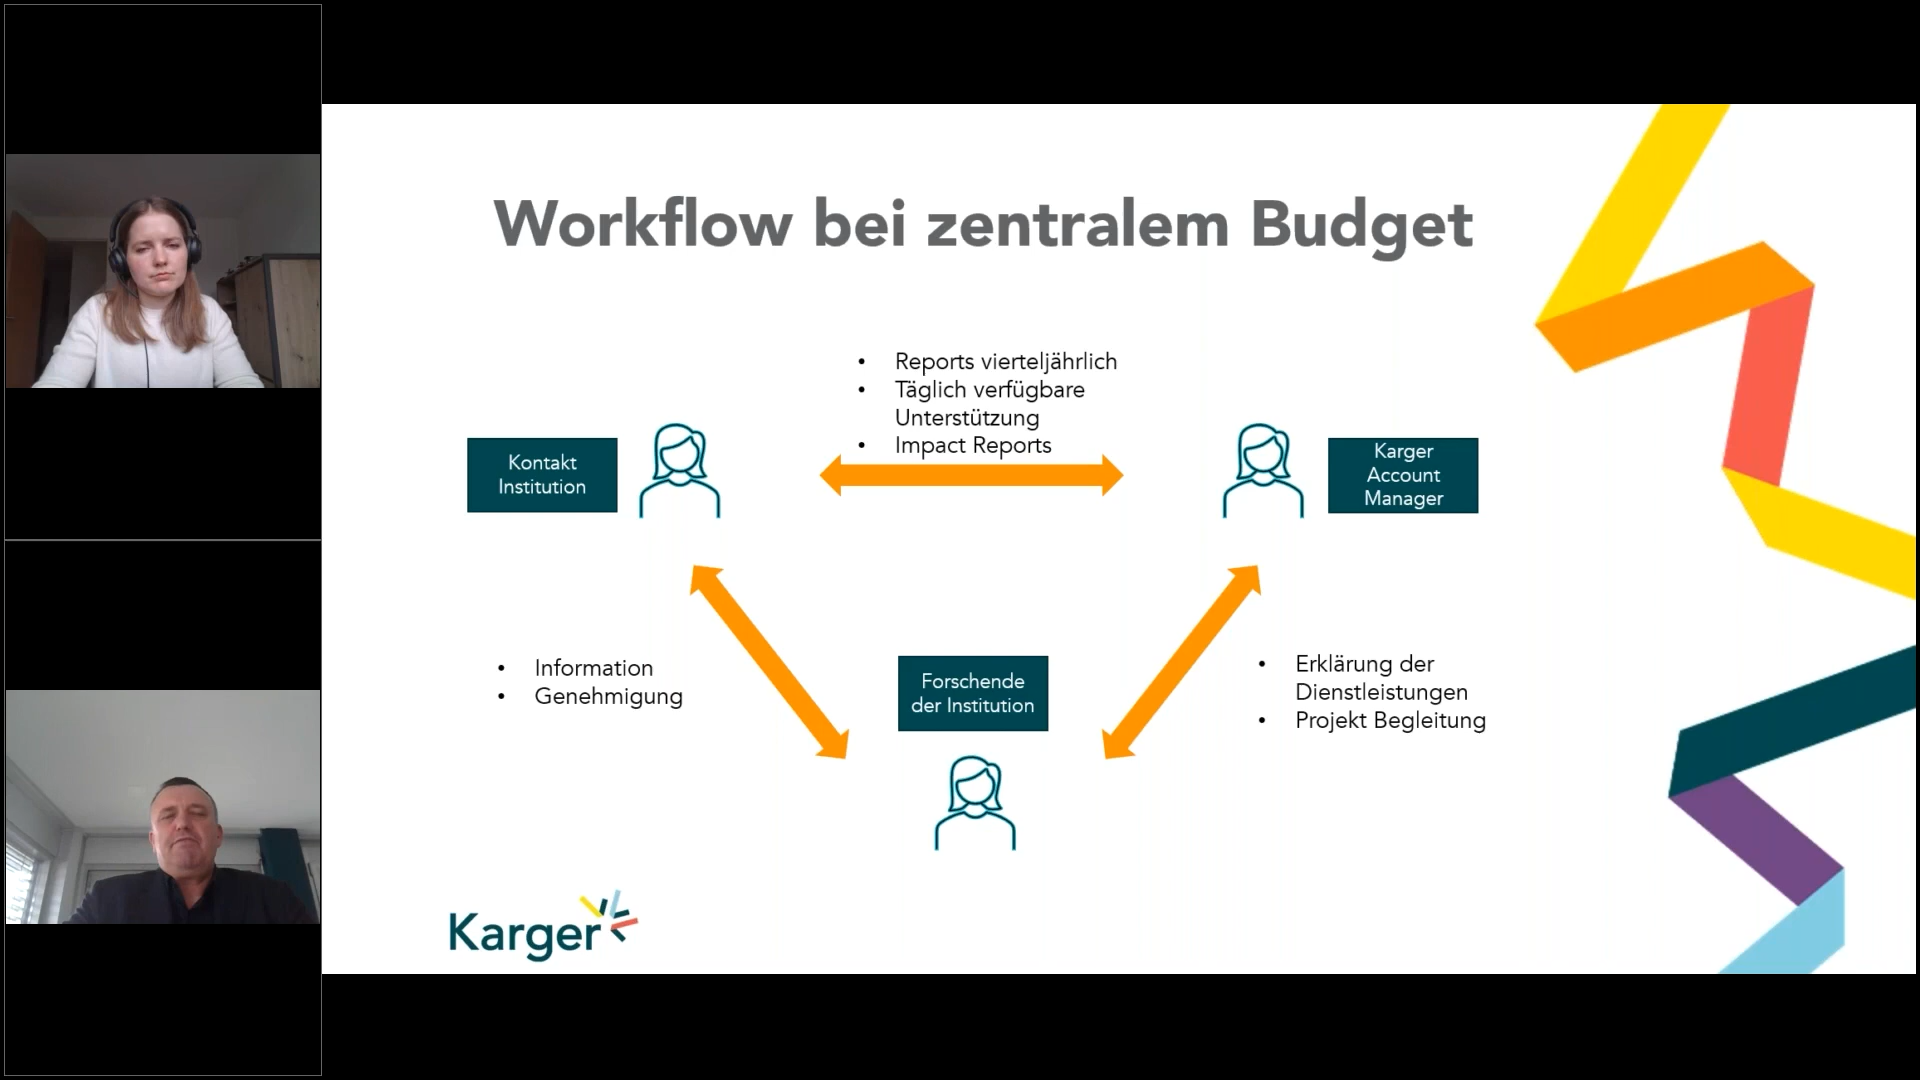 Workflow bei zentralem Budget
• Reports vierteljährlich
• Täglich verfügbare
Unterstützung
• Impact Reports
Kontakt
Institution
Karger
Account
Manager
• Information
• Genehmigung
Forschende
der Institution
• Erklärung der
Dienstleistungen
• Projekt Begleitung
Karger